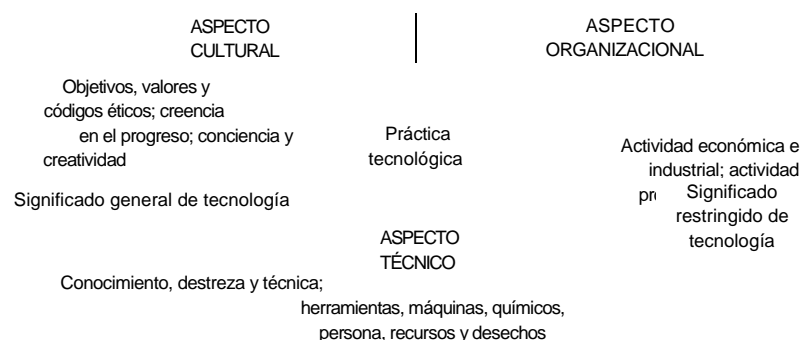 ASPECTO
CULTURAL
ASPECTO
ORGANIZACIONAL
Objetivos, valores y
códigos éticos; creencia
en el progreso; conciencia y
creatividad
Práctica
tecnológica
Actividad económica e
industrial; actividad
Significado
restringido de
tecnología
Significado general de tecnología
ASPECTO
TÉCNICO
Conocimiento, destreza y técnica;
herramientas, máquinas, químicos,
persona, recursos y desechos